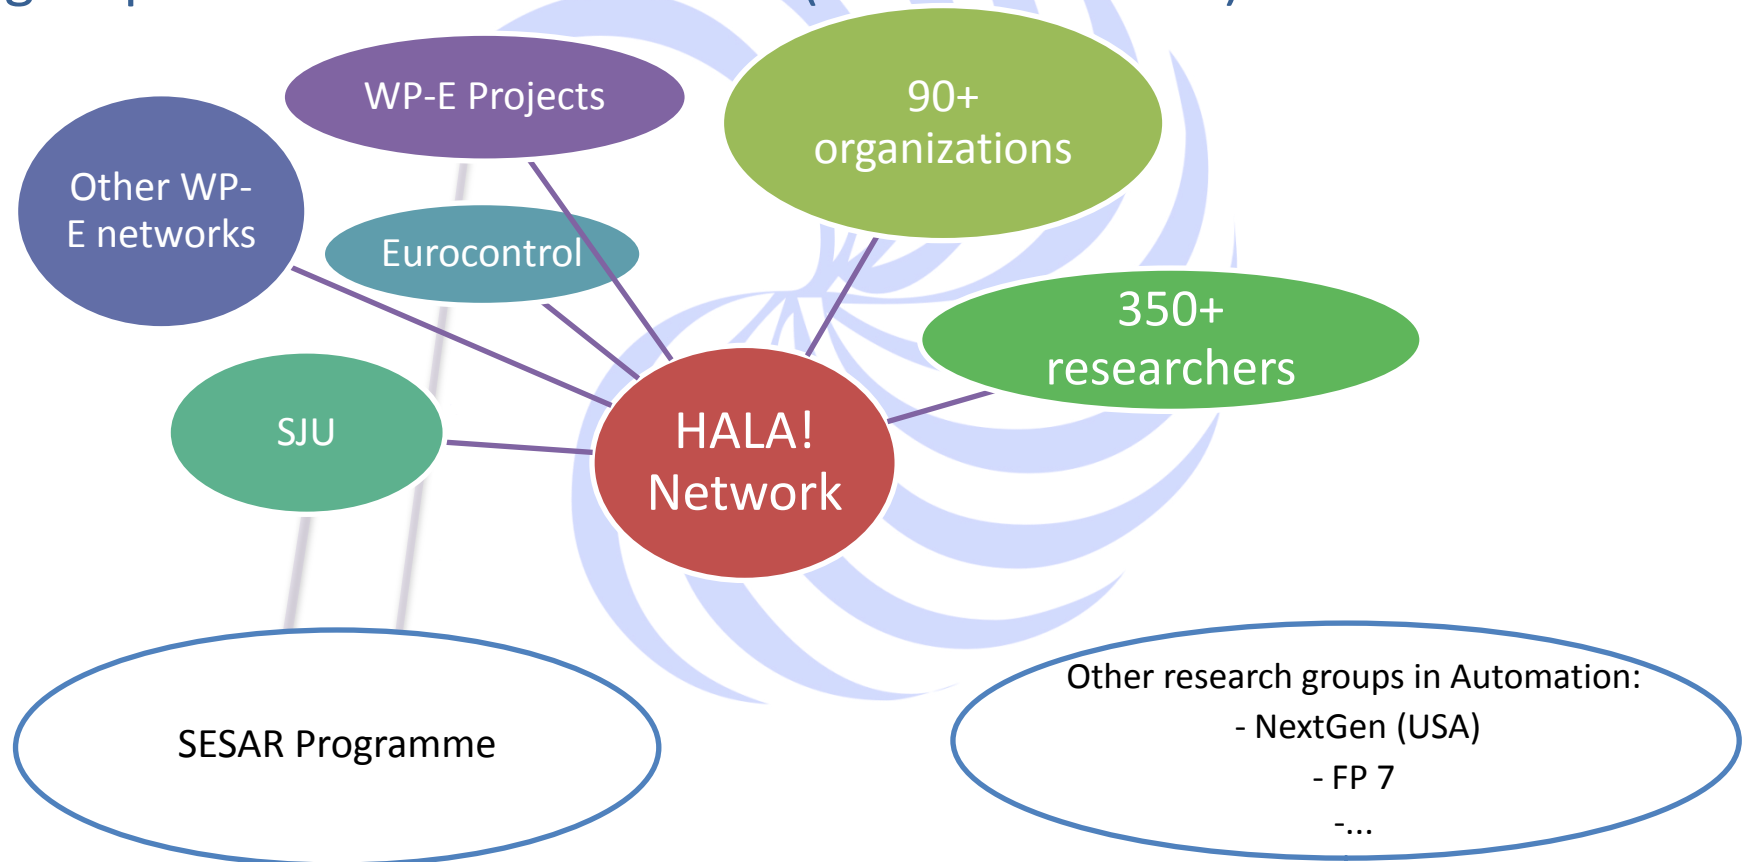 WP-E Projects
90+
organizations
Other WP-
E networks
Eurocontrol
350+
researchers
SJU
HALA!
Network
SESAR Programme
Other research groups in Automation:
- NextGen (USA)
- FP 7
-...